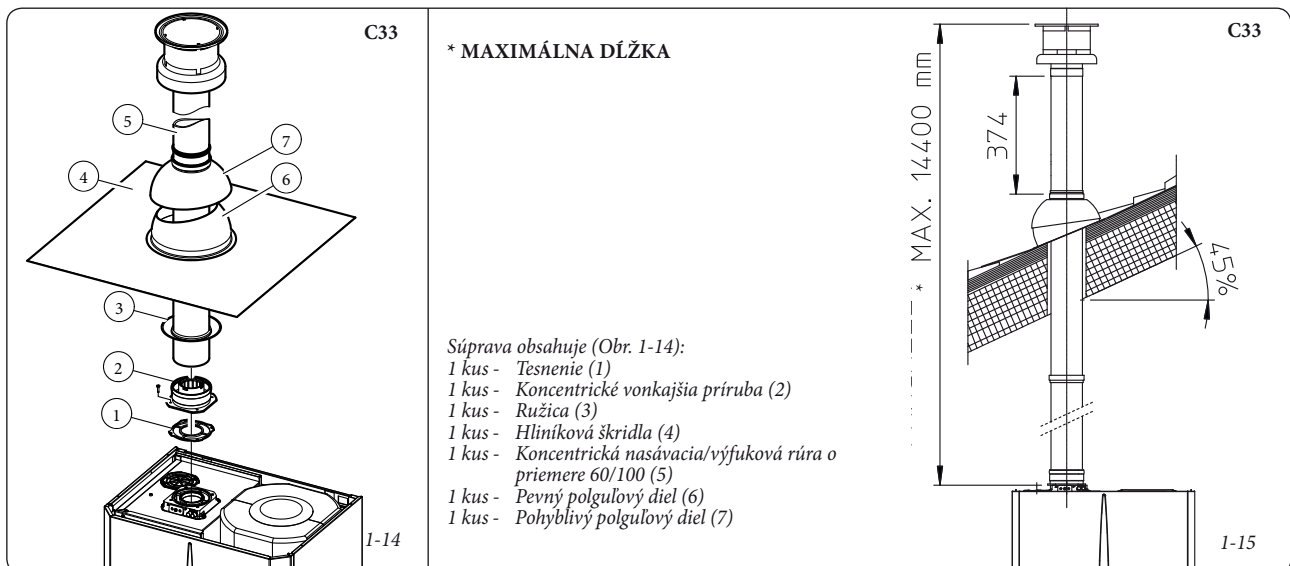 C33
5
7
4
6
3
2
1
1-14
* MAXIMÁLNA DĹŽKA
Súprava obsahuje (Obr. 1-14):
1 kus - Tesnenie (1)
1 kus - Koncentrické vonkajšia príruba (2)
1 kus - Ružica (3)
1 kus - Hliníková škridla (4)
1 kus - Koncentrická nasávacia/výfuková rúra o
priemere 60/100 (5)
1 kus - Pevný polguľový diel (6)
1 kus - Pohyblivý polguľový diel (7)
C33
* MAX. 14400 mm
374
45%
1-15